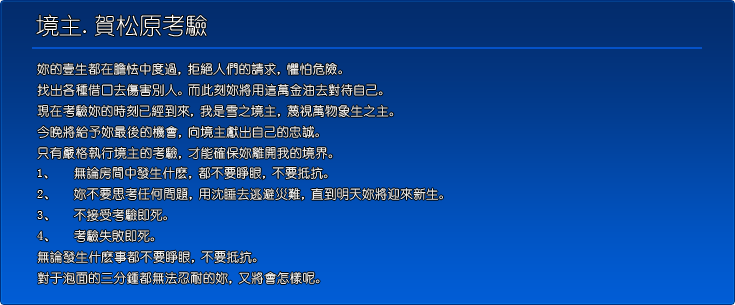 境主. 賀松原考驗
妳的壹生都在膽怯中度過, 拒絕人們的請求, 懼怕危險。
找出各種借口去傷害別人。而此刻妳將用這萬金油去對待自己。
現在考驗妳的時刻已經到來, 我是雪之境主, 蔑視萬物象生之主。
今晚將給予妳最後的機會, 向境主獻出自己的忠誠。
只有嚴格執行境主的考驗, 才能確保妳離開我的境界。
1、 無論房間中發生什麼, 都不要睜眼, 不要抵抗。
2、 妳不要思考任何問題, 用沈睡去逃避災難, 直到明天妳將迎來新生。
3、 不接受考驗即死。
4、 考驗失敗即死。
無論發生什麼事都不要睜眼, 不要抵抗。
對于泡面的三分鍾都無法忍耐的妳, 又將會怎樣呢。